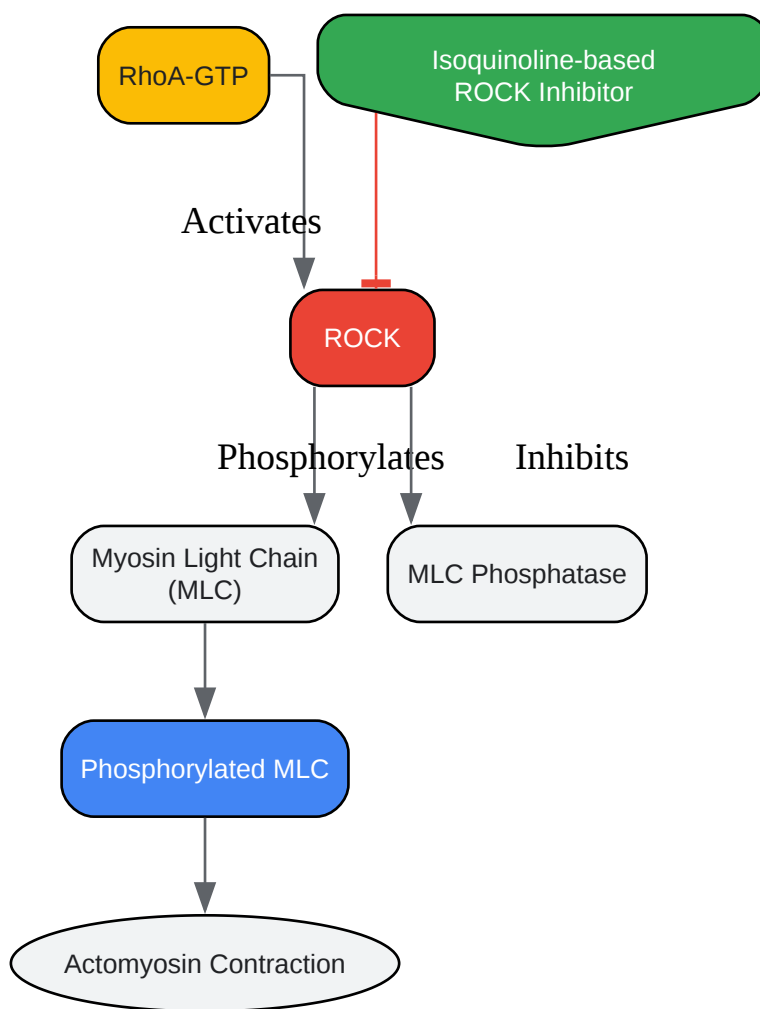 RhoA-GTP
Isoquinoline-based
ROCK Inhibitor
Activates
ROCK
Phosphorylates
Inhibits
Myosin Light Chain
(MLC)
MLC Phosphatase
Phosphorylated MLC
Actomyosin Contraction